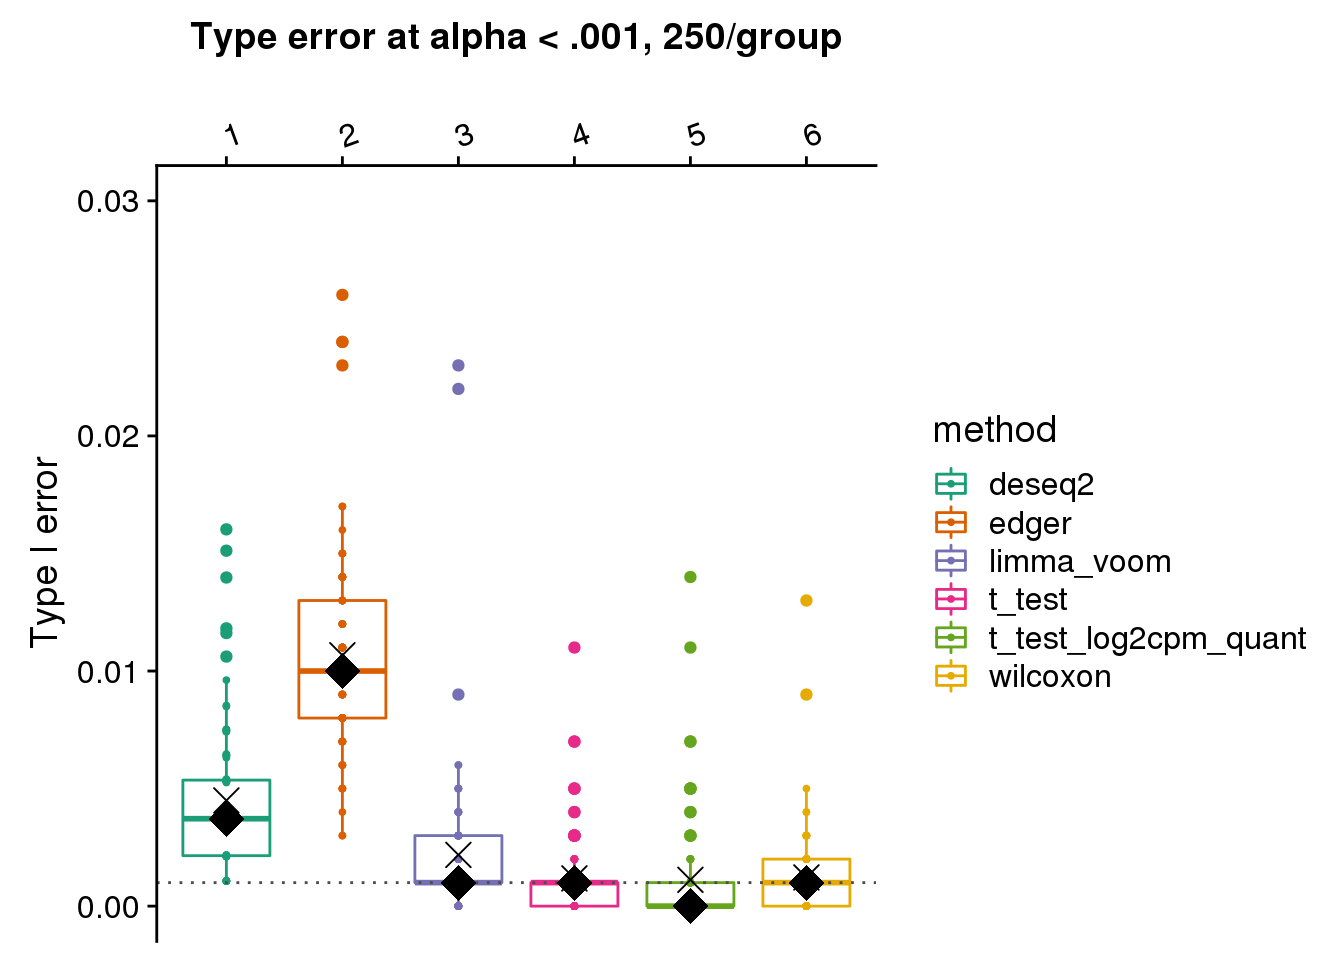 Type error at alpha < .001, 250/group
1 2 3 4 5 6
0.03
0.02
0.01
0.00
Type I error
method
deseq2
edger
limma_voom
t_test
t_test_log2cpm_quant
wilcoxon